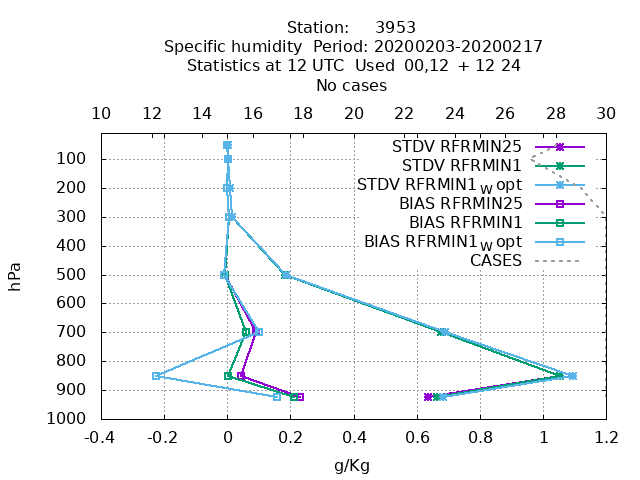 Station: 3953
Specific humidity Period: 20200203-20200217
Statistics at 12 UTC Used 00,12 + 12 24
No cases
10 12 14 16 18 20 22 24 26 28 30
STDV RFRMIN25
STDV RFRMIN1
STDV RFRMIN1 w opt
BIAS RFRMIN25
BIAS RFRMIN1
BIAS RFRMIN1 w opt
CASES
100
200
300
400
500
600
700
800
900
1000
hPa
-0.4 -0.2 0 0.2 0.4 0.6 0.8 1 1.2
g/Kg